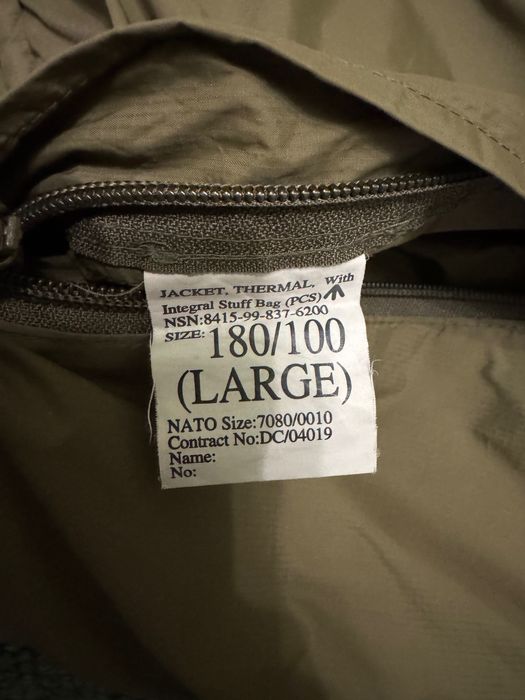 JACKET, THERMAL, With
Integral Stuff Bag (PCS)
NSN:8415-99-837-6200
SIZE: 180/100
(LARGE)
NATO Size:7080/0010
Contract No:DC/04019
Name:
No: